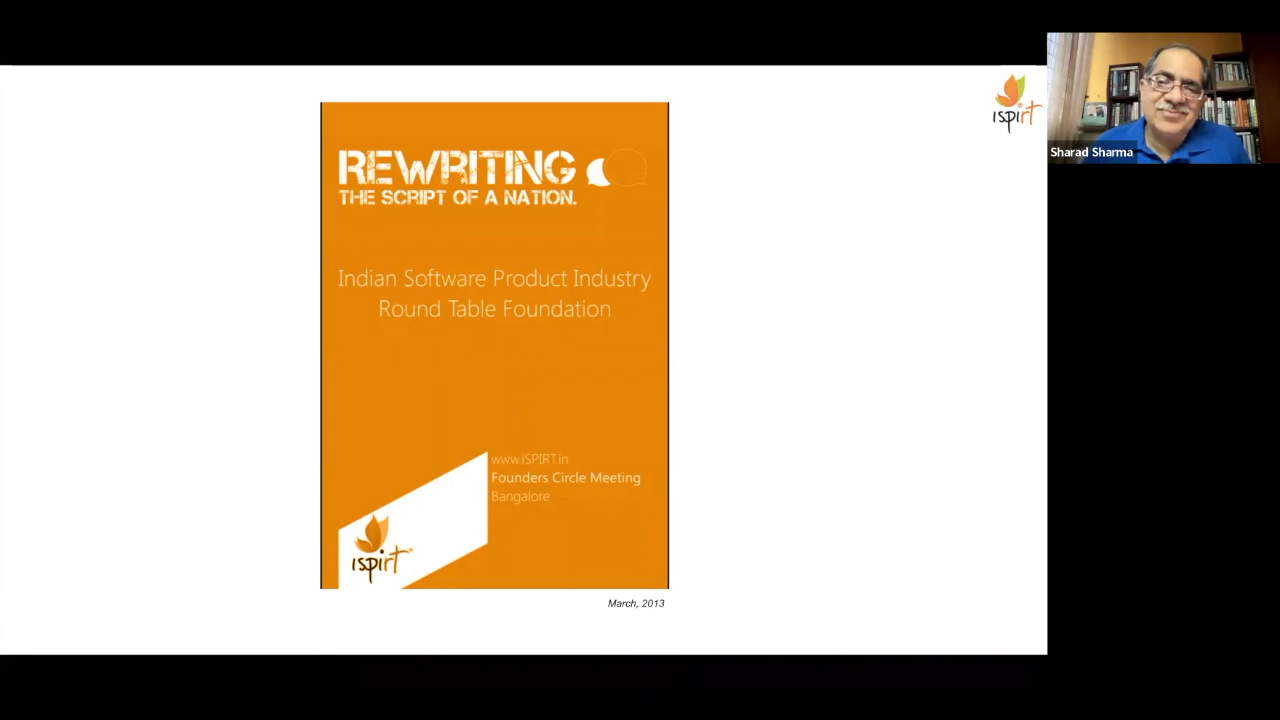 REWRITING
THE SCRIPT OF A NATION.
Indian Software Product Industry
Round Table Foundation
www.iSPIRT.in
Founders Circle Meeting
Bangalore
ispirt
March, 2013
ispirt
Sharad Sharma